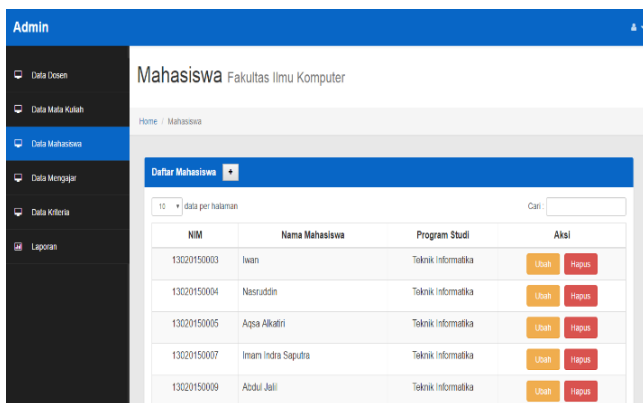 Admin
Data Dosen
Data Mata Kuliah
Data Mahasiswa
Data Mengajar
Data Kriteria
Laporan
Mahasiswa Fakultas Ilmu Komputer
Home / Mahasiswa
Daftar Mahasiswa +
10 data per halaman Cari :
NIM Nama Mahasiswa Program Studi Aksi
13020150003 Iwan Teknik Informatika Ubah Hapus
13020150004 Nasruddin Teknik Informatika Ubah Hapus
13020150005 Aqsa Alkatiri Teknik Informatika Ubah Hapus
13020150007 Imam Indra Saputra Teknik Informatika Ubah Hapus
13020150009 Abdul Jalil Teknik Informatika Ubah Hapus